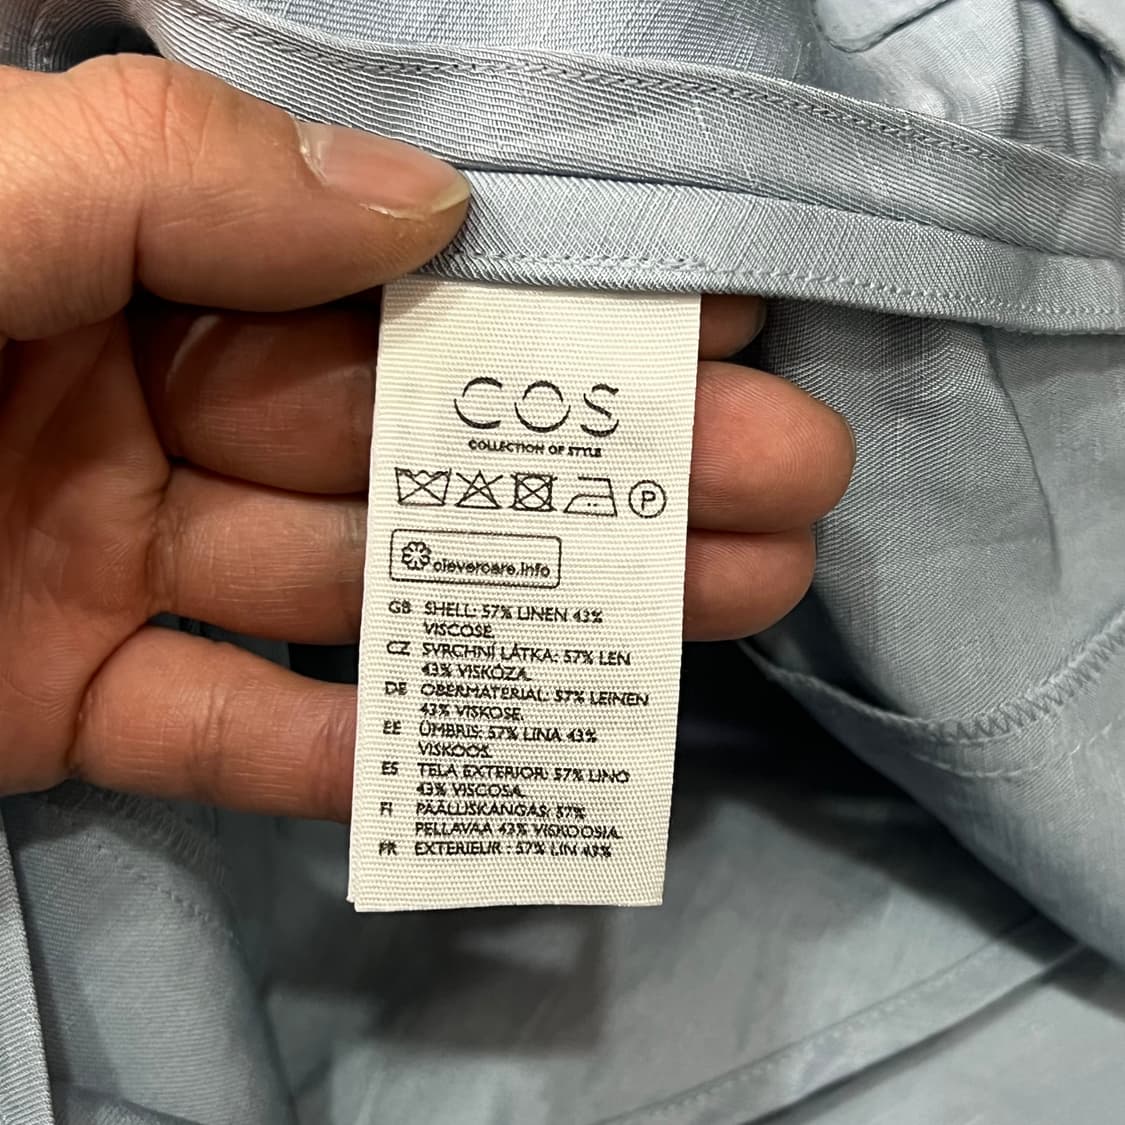 COS
COLLECTION OF STYLE
P
clevercare.info
GB SHELL: 57% LINEN 43%
VISCOSE
CZ SVRCHNÍ LÁTKA: 57% LEN
43% VISKÓZA
DE OBERMATERIAL: 57% LEINEN
43% VISKOSE
EE ÜMBRIS: 57% LINA 43%
VISKOOS
ES TELA EXTERIOR: 57% LINO
43% VISCOSA
FI PÄÄLLISKANGAS: 57%
PELLAVAA 43% VISKOOSIA
FR EXTERIEUR : 57% LIN 43%